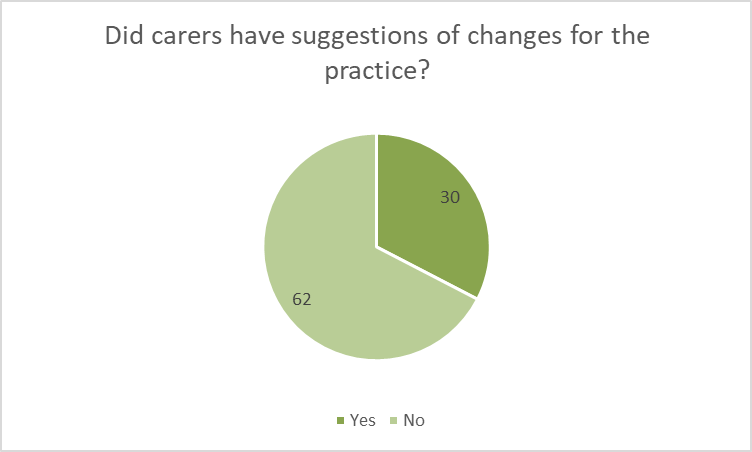 Did carers have suggestions of changes for the
practice?
30
62
Yes No